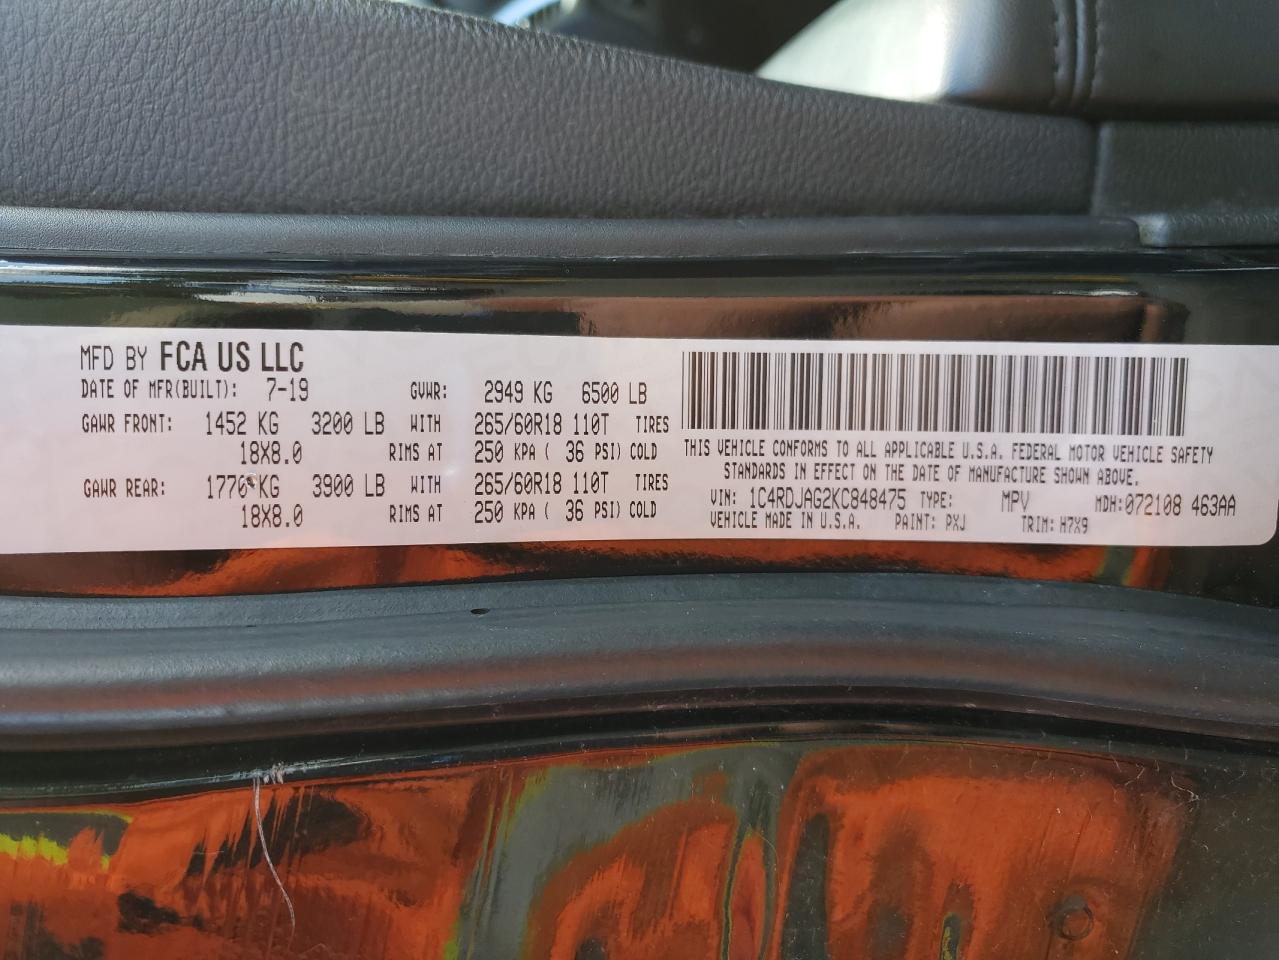 MFD BY FCA US LLC
DATE OF MFR(BUILT): 7-19 GVWR: 2949 KG 6500 LB
GAWR FRONT: 1452 KG 3200 LB WITH 265/60R18 110T TIRES
18X8.0 RIMS AT 250 KPA ( 36 PSI) COLD
GAWR REAR: 1770 KG 3900 LB WITH 265/60R18 110T TIRES
18X8.0 RIMS AT 250 KPA ( 36 PSI) COLD
THIS VEHICLE CONFORMS TO ALL APPLICABLE U.S.A. FEDERAL MOTOR VEHICLE SAFETY
STANDARDS IN EFFECT ON THE DATE OF MANUFACTURE SHOWN ABOVE.
VIN: 1C4RDJAG2KC848475 TYPE: MPV MDH:072108 463AA
VEHICLE MADE IN U.S.A. PAINT: PXJ TRIM: H7X9